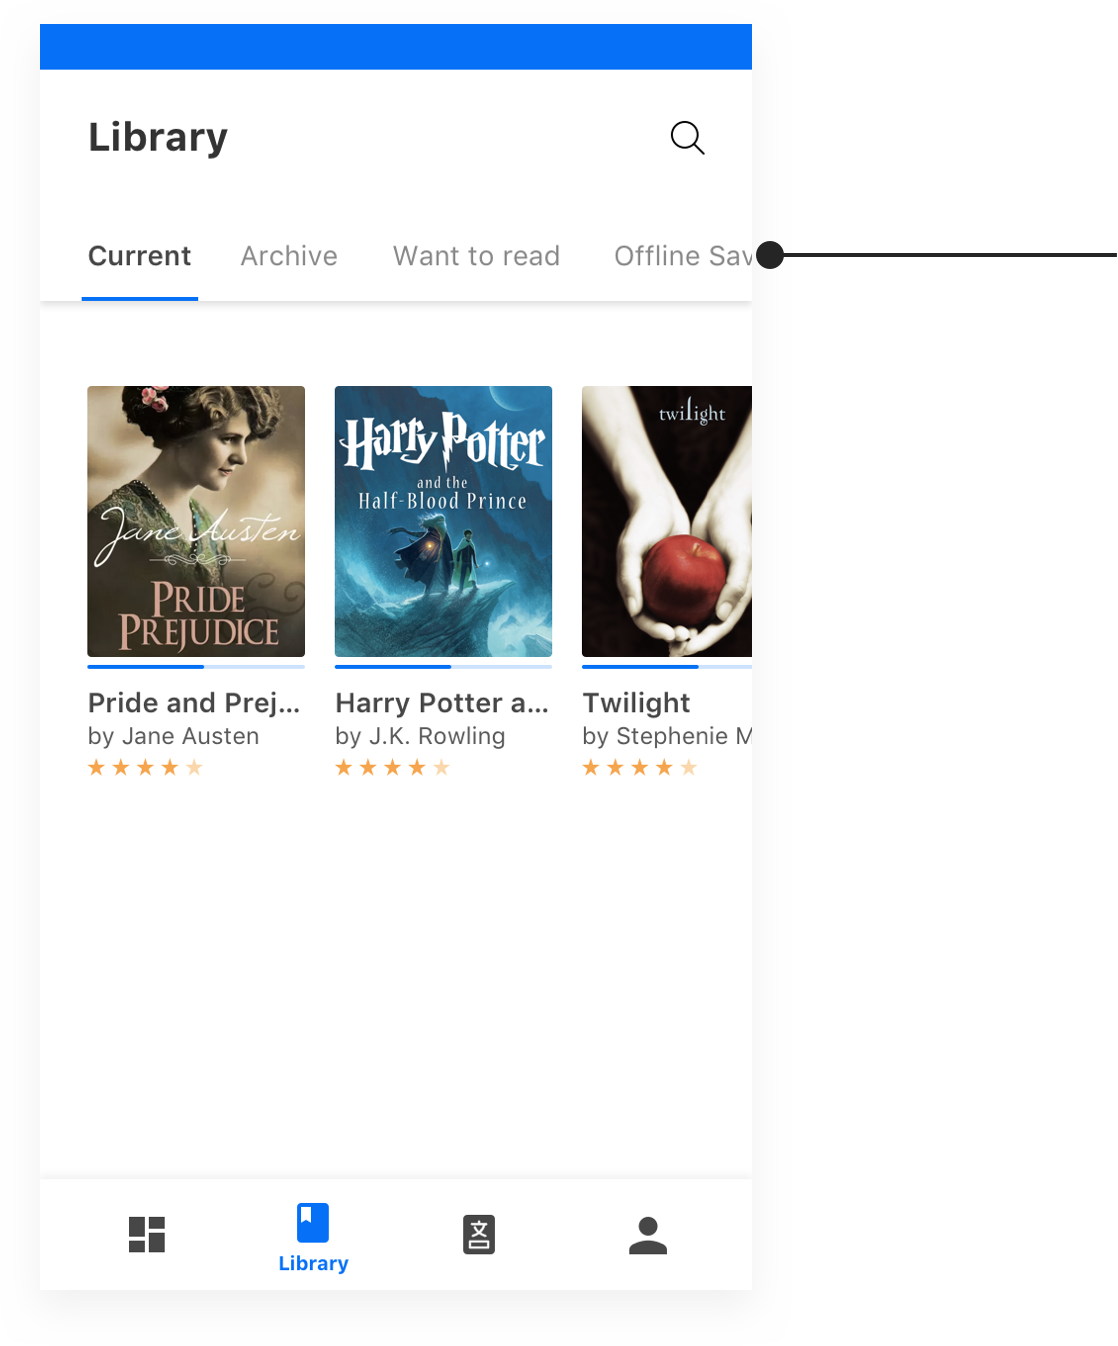 Library
Current Archive Want to read Offline Sav
Jane Austen
PRIDE
&
PREJUDICE
Harry Potter
and the
Half-Blood Prince
twilight
Pride and Prej...
by Jane Austen
Harry Potter a...
by J.K. Rowling
Twilight
by Stephenie M
文
Library